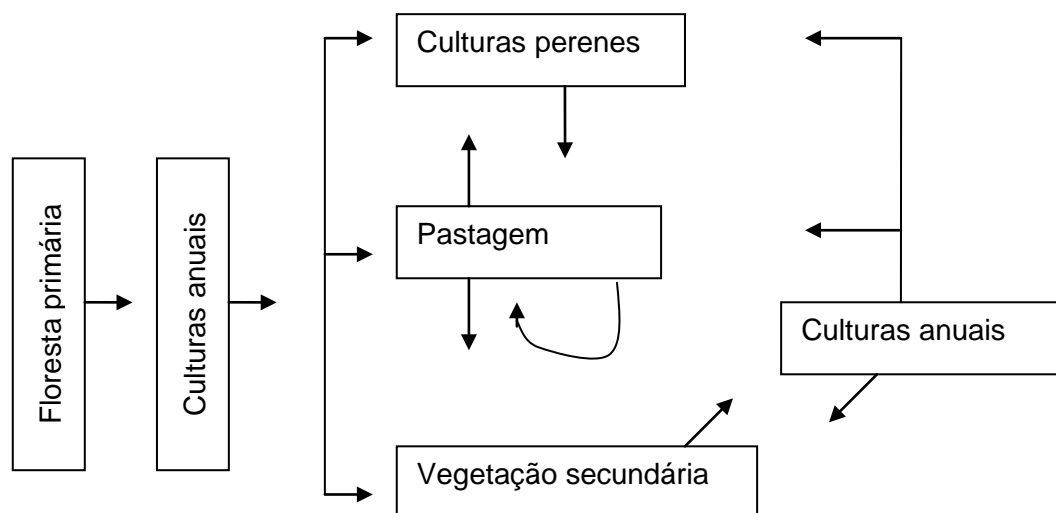 Culturas perenes
Floresta primária
Culturas anuais
Pastagem
Culturas anuais
Vegetação secundária